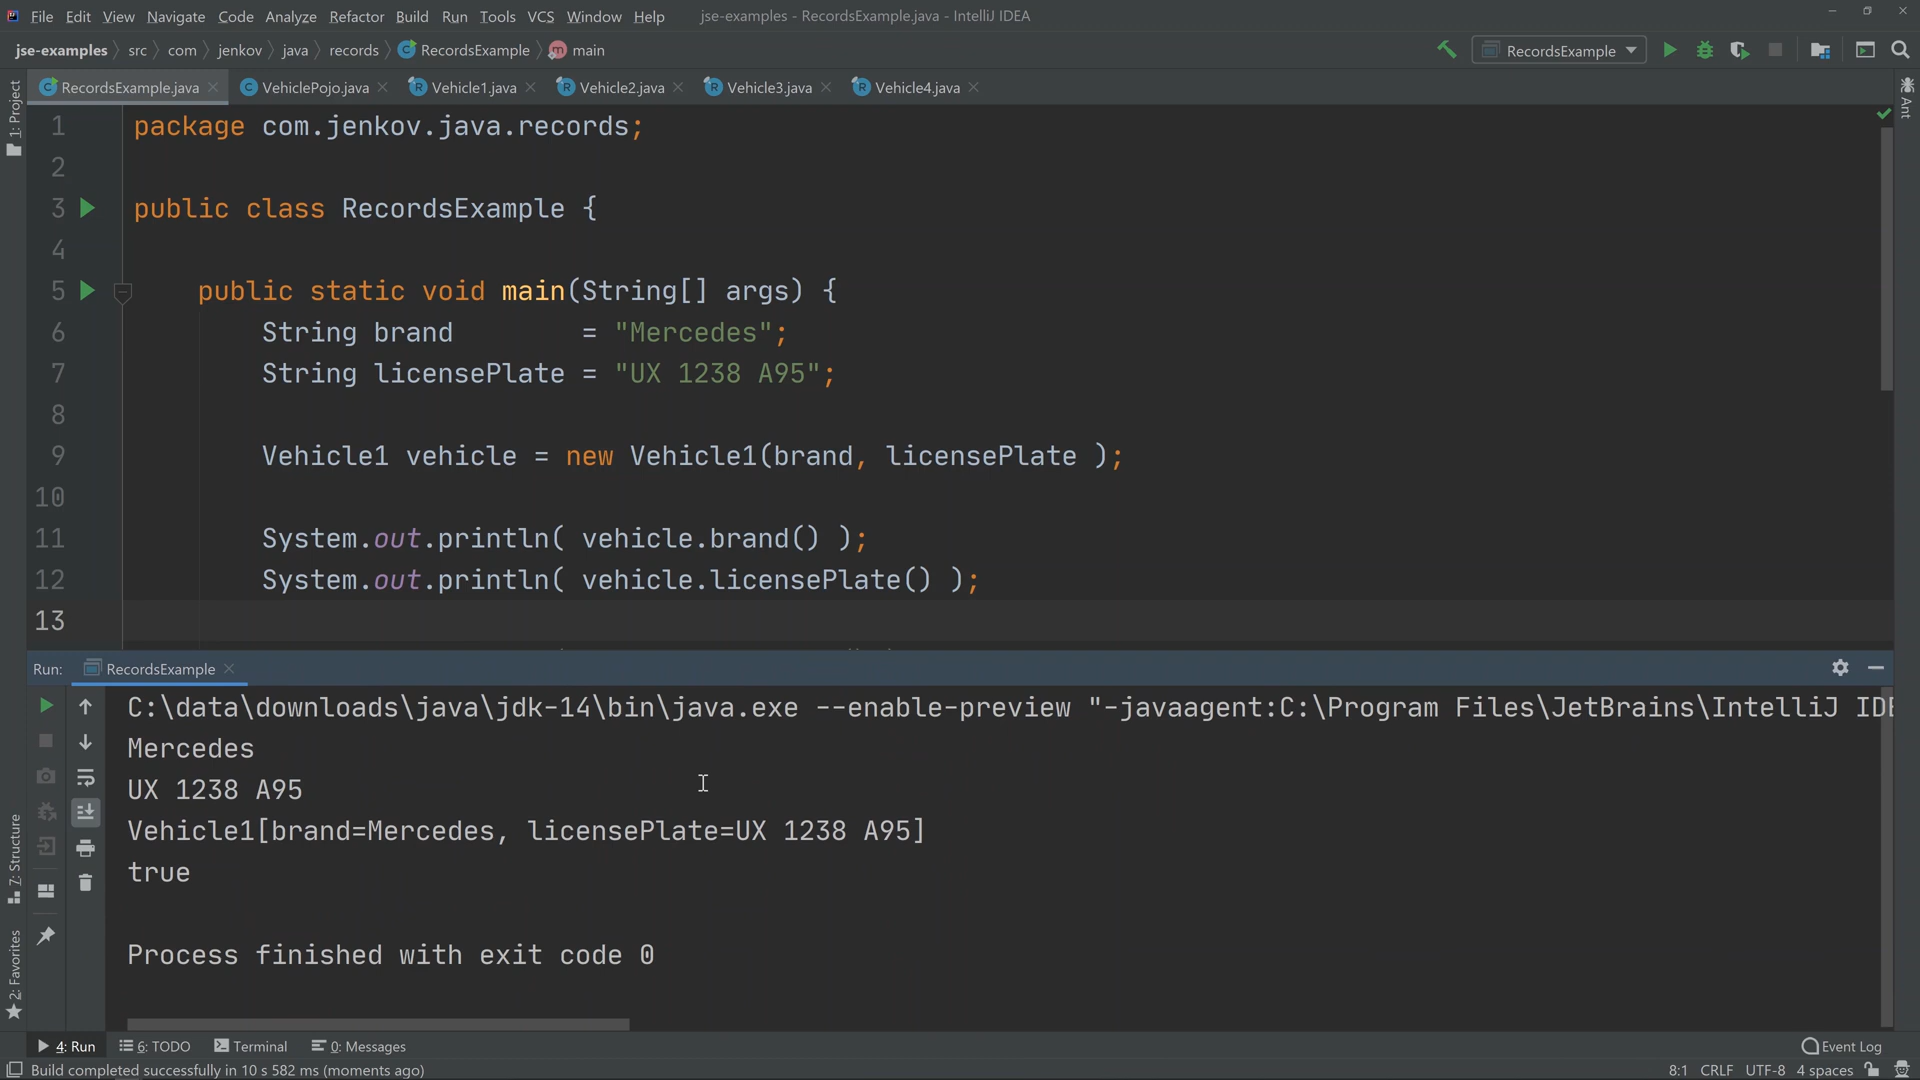 File Edit View Navigate Code Analyze Refactor Build Run Tools VCS Window Help jse-examples - RecordsExample.java - IntelliJ IDEA
jse-examples src com jenkov java records RecordsExample main RecordsExample
RecordsExample.java VehiclePojo.java Vehicle1.java Vehicle2.java Vehicle3.java Vehicle4.java
1: Project
Ant
1 package com.jenkov.java.records;
2
3 public class RecordsExample {
4
5 public static void main(String[] args) {
6 String brand = "Mercedes";
7 String licensePlate = "UX 1238 A95";
8
9 Vehicle1 vehicle = new Vehicle1(brand, licensePlate );
10
11 System.out.println( vehicle.brand() );
12 System.out.println( vehicle.licensePlate() );
13
Run: RecordsExample
C:\data\downloads\java\jdk-14\bin\java.exe --enable-preview "-javaagent:C:\Program Files\JetBrains\IntelliJ IDE
Mercedes
UX 1238 A95
Vehicle1[brand=Mercedes, licensePlate=UX 1238 A95]
true
Process finished with exit code 0
7: Structure
2: Favorites
4: Run 6: TODO Terminal 0: Messages Event Log
Build completed successfully in 10 s 582 ms (moments ago) 8:1 CRLF UTF-8 4 spaces